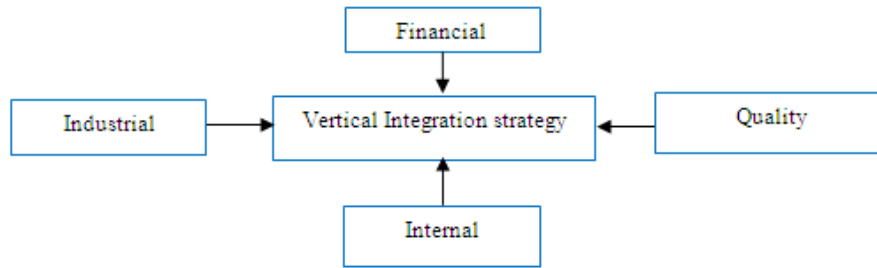 Financial
Industrial
Vertical Integration strategy
Quality
Internal